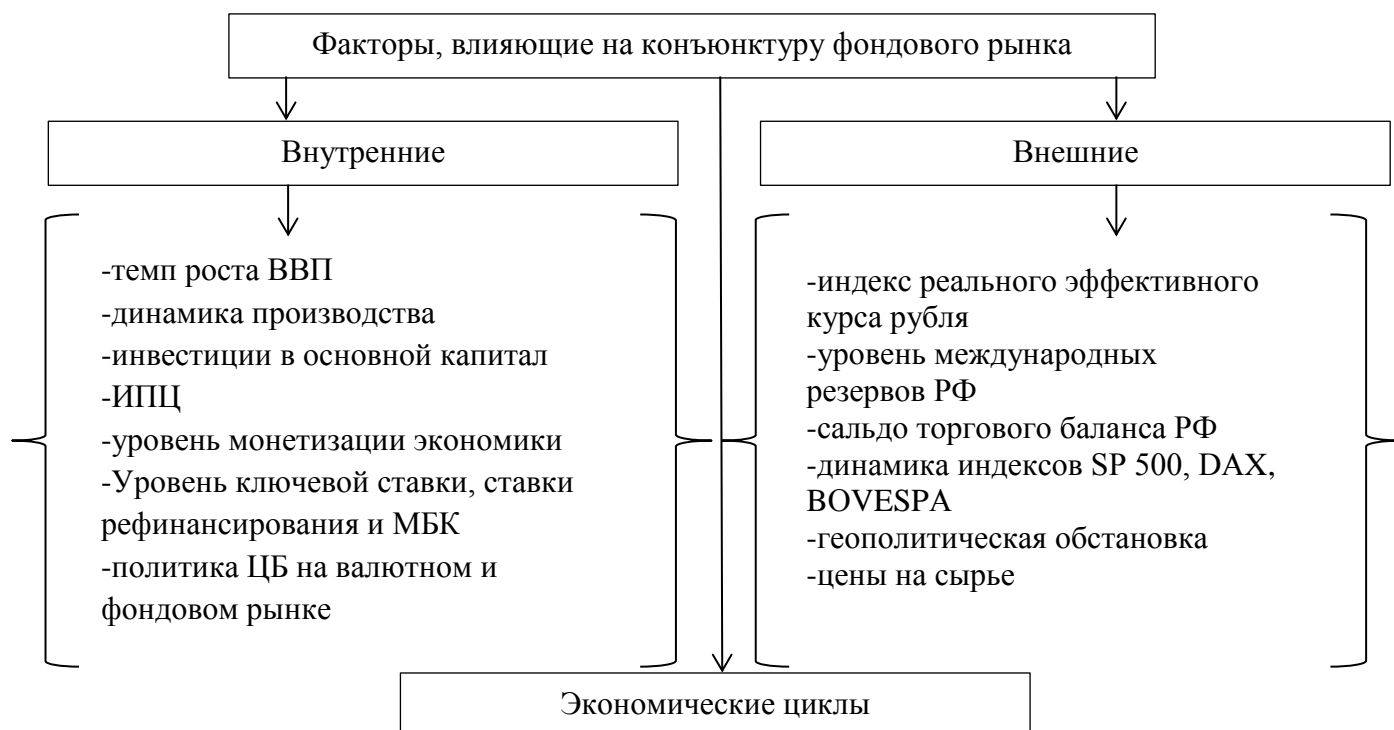 Факторы, влияющие на конъюнктуру фондового рынка
Внутренние
-темп роста ВВП
-динамика производства
-инвестиции в основной капитал
-ИПЦ
-уровень монетизации экономики
-Уровень ключевой ставки, ставки
рефинансирования и МБК
-политика ЦБ на валютном и
фондовом рынке
Внешние
-индекс реального эффективного
курса рубля
-уровень международных
резервов РФ
-сальдо торгового баланса РФ
-динамика индексов SP 500, DAX,
BOVESPA
-геополитическая обстановка
-цены на сырье
Экономические циклы